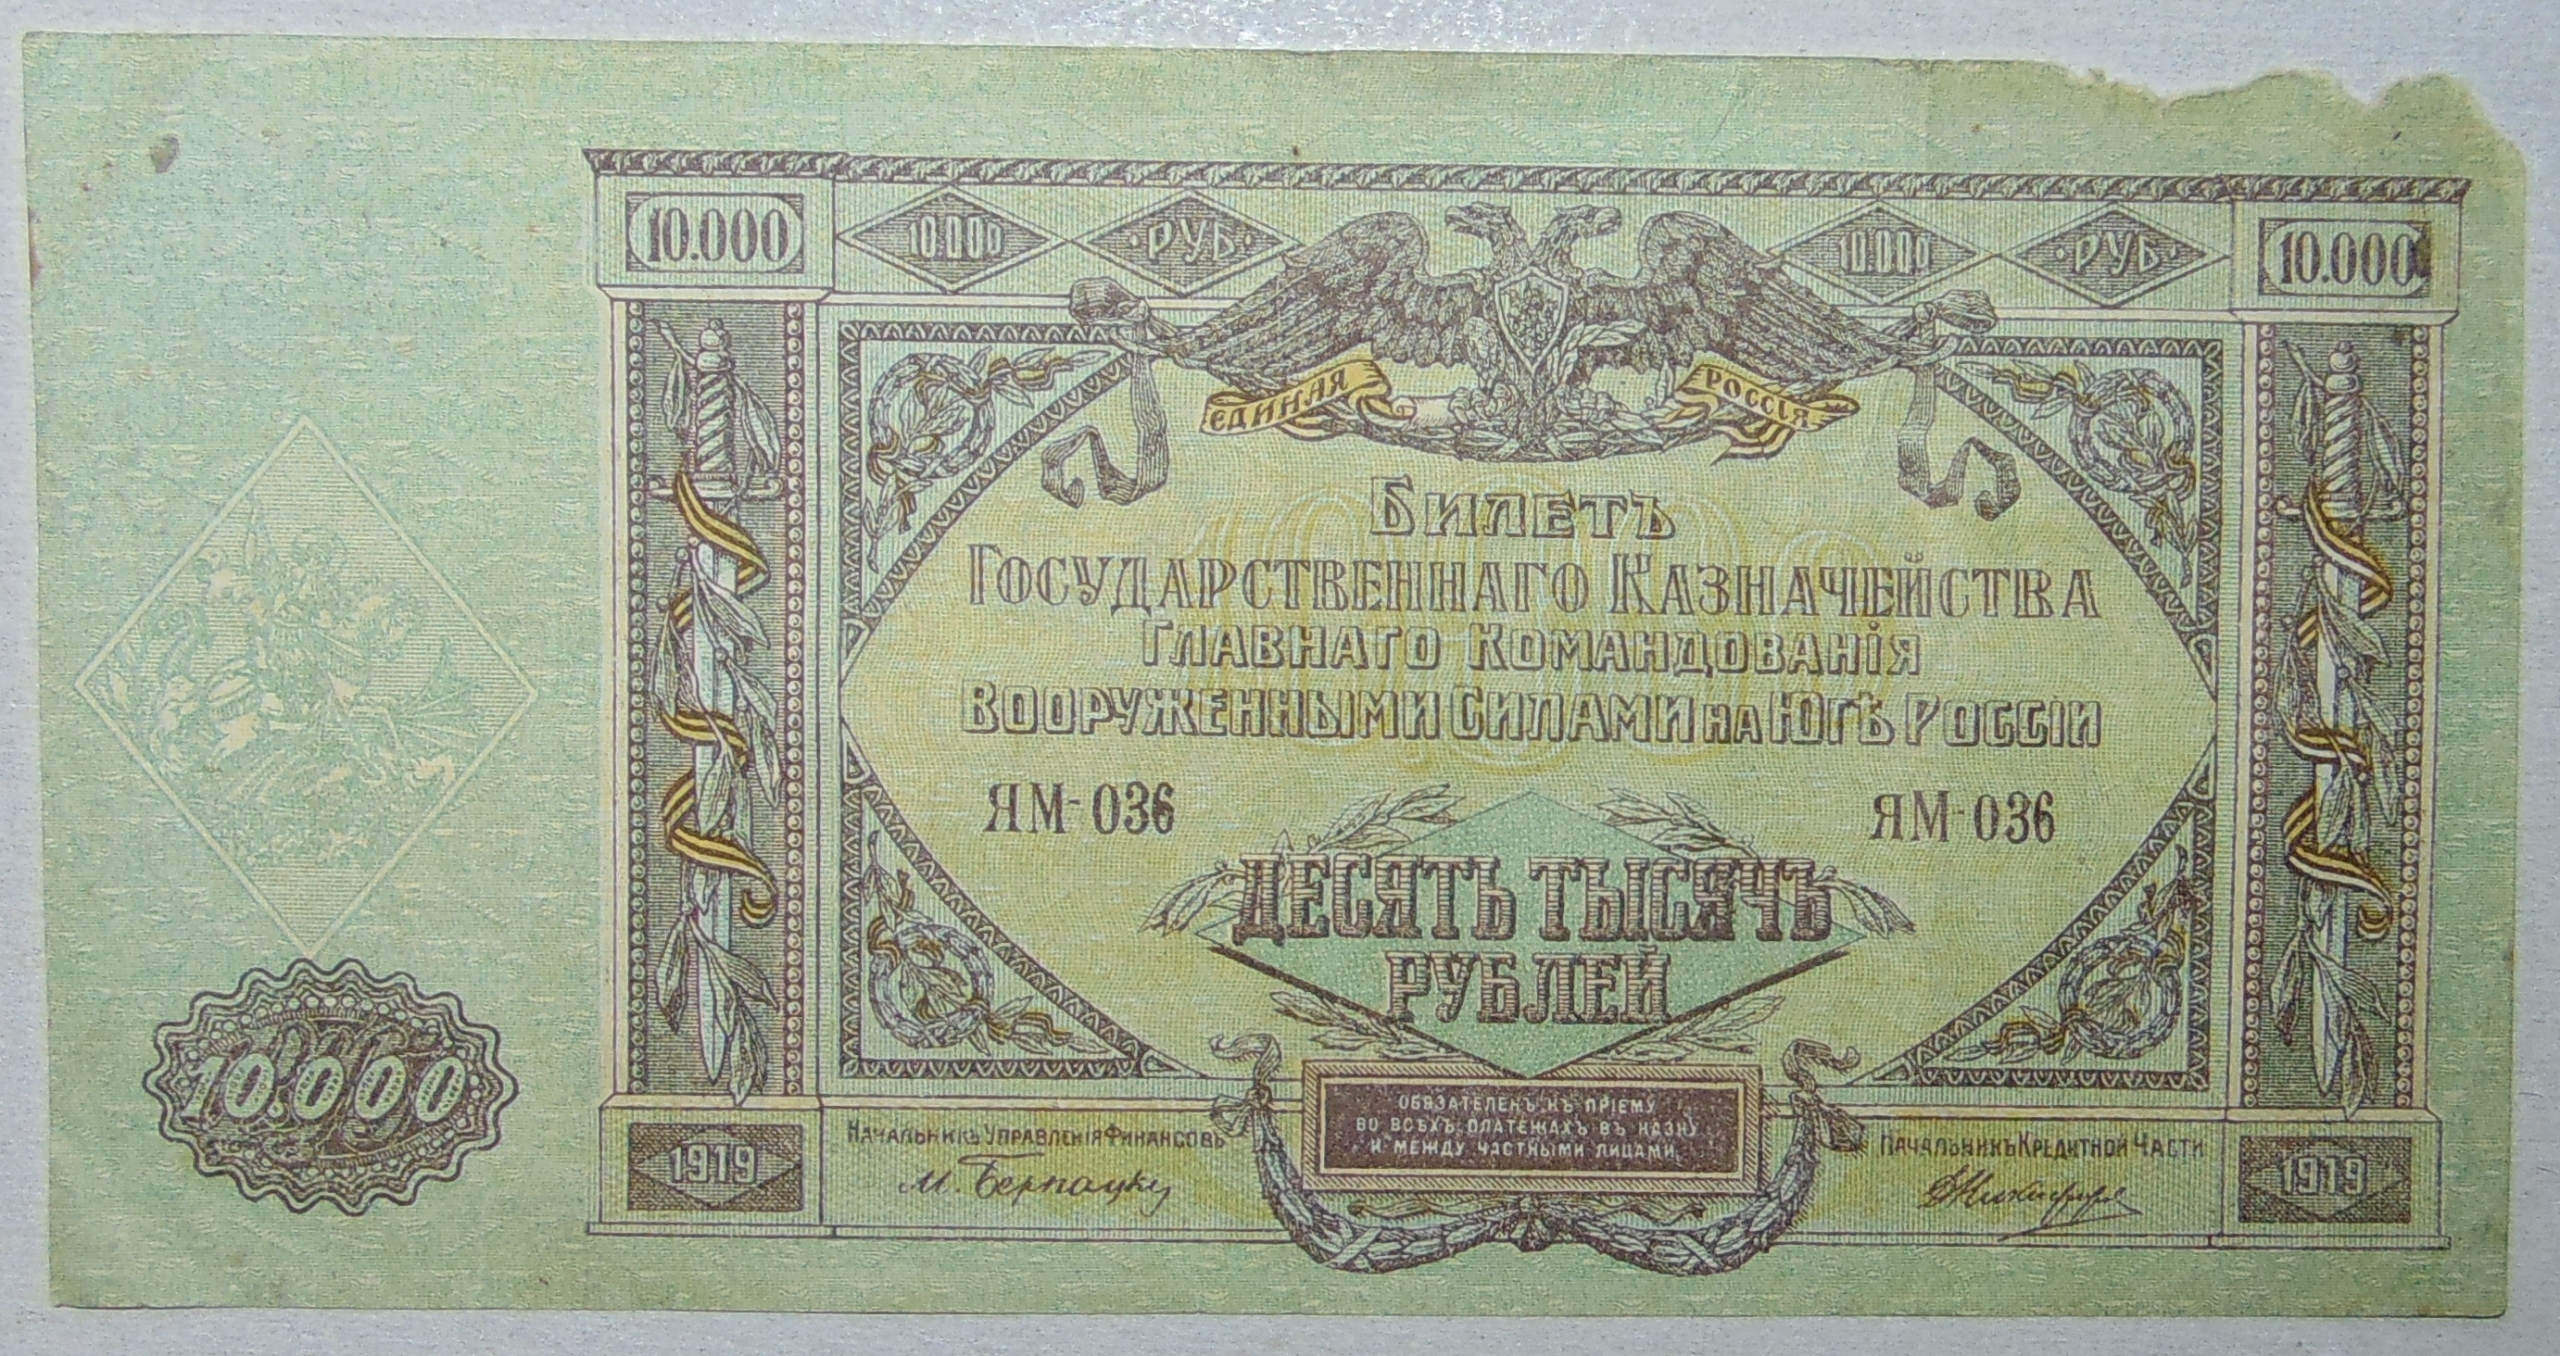 10.000 10.000 РУБ. 10.000 РУБ. 10.000
ЕДИНАЯ РОССІЯ
БИЛЕТЪ
ГОСУДАРСТВЕННАГО КАЗНАЧЕЙСТВА
ГЛАВНАГО КОМАНДОВАНІЯ
ВООРУЖЕННЫМИ СИЛАМИ НА ЮГѢ РОССІИ
ЯМ-036 ЯМ-036
ДЕСЯТЬ ТЫСЯЧЪ
РУБЛЕЙ
10.000
ОБЯЗАТЕЛЕНЪ КЪ ПРІЕМУ
ВО ВСѢХЪ ПЛАТЕЖАХЪ ВЪ КАЗНУ
И МЕЖДУ ЧАСТНЫМИ ЛИЦАМИ
НАЧАЛЬНИКЪ УПРАВЛЕНІЯ ФИНАНСОВЪ
НАЧАЛЬНИКЪ КРЕДИТНОЙ ЧАСТИ
1919 1919